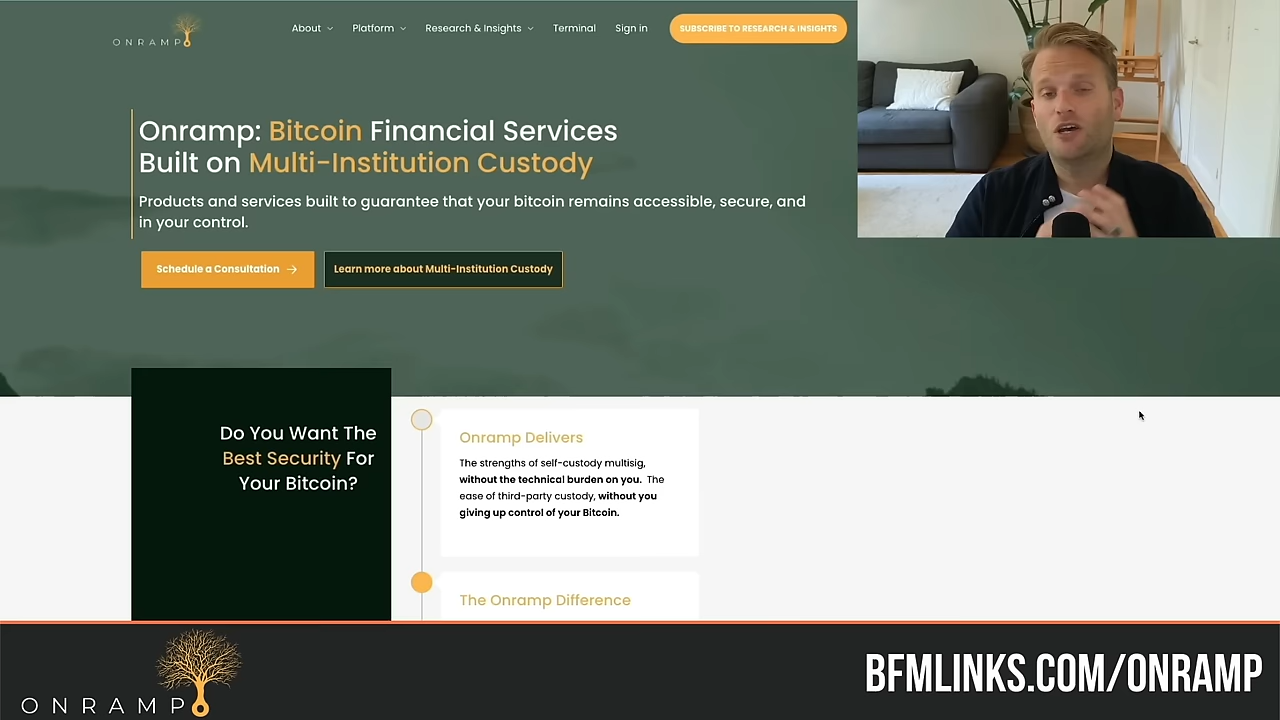 ONRAMP
About
Platform
Research & Insights
Terminal
Sign in
SUBSCRIBE TO RESEARCH & INSIGHTS
Onramp: Bitcoin Financial Services
Built on Multi-Institution Custody
Products and services built to guarantee that your bitcoin remains accessible, secure, and
in your control.
Schedule a Consultation
Learn more about Multi-Institution Custody
Do You Want The
Best Security For
Your Bitcoin?
Onramp Delivers
The strengths of self-custody multisig,
without the technical burden on you. The
ease of third-party custody, without you
giving up control of your Bitcoin.
The Onramp Difference
ONRAMP
BFMLINKS.COM/ONRAMP